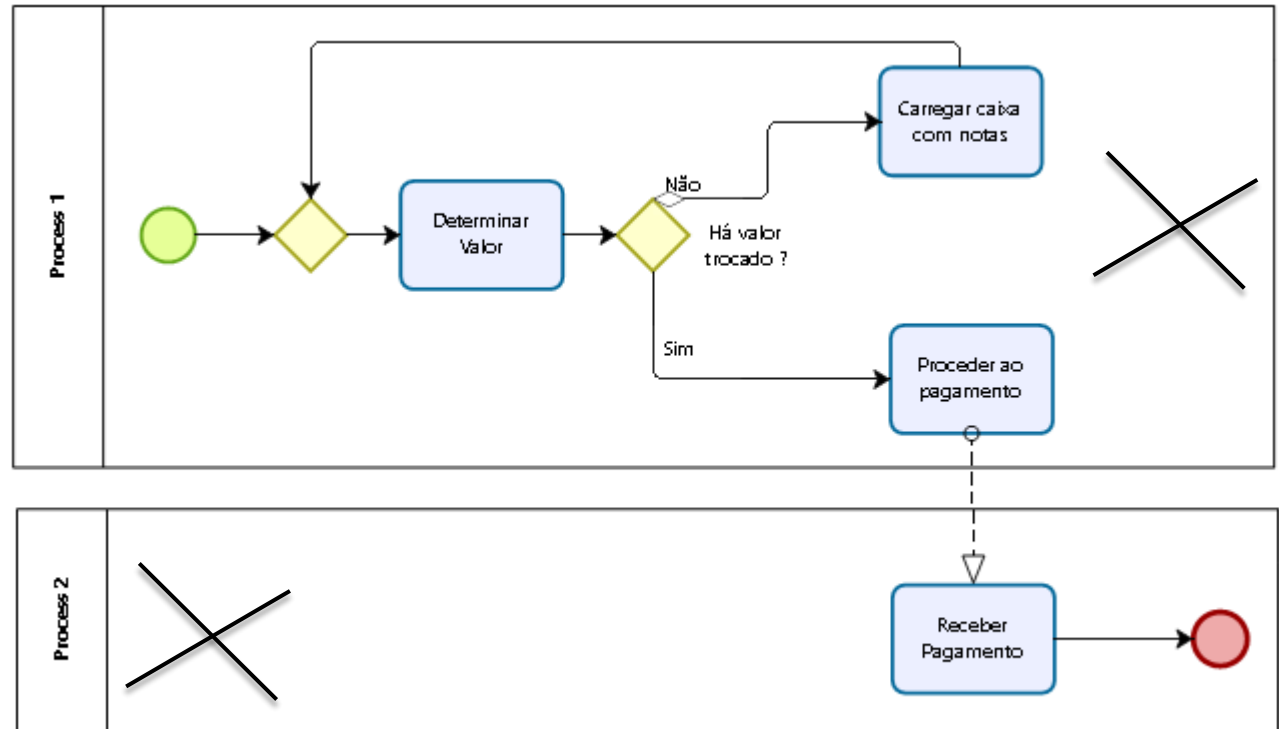 Process 1
Carregar caixa
com notas
Não
Determinar
Valor
Há valor
trocado ?
Sim
Proceder ao
pagamento
Process 2
Receber
Pagamento